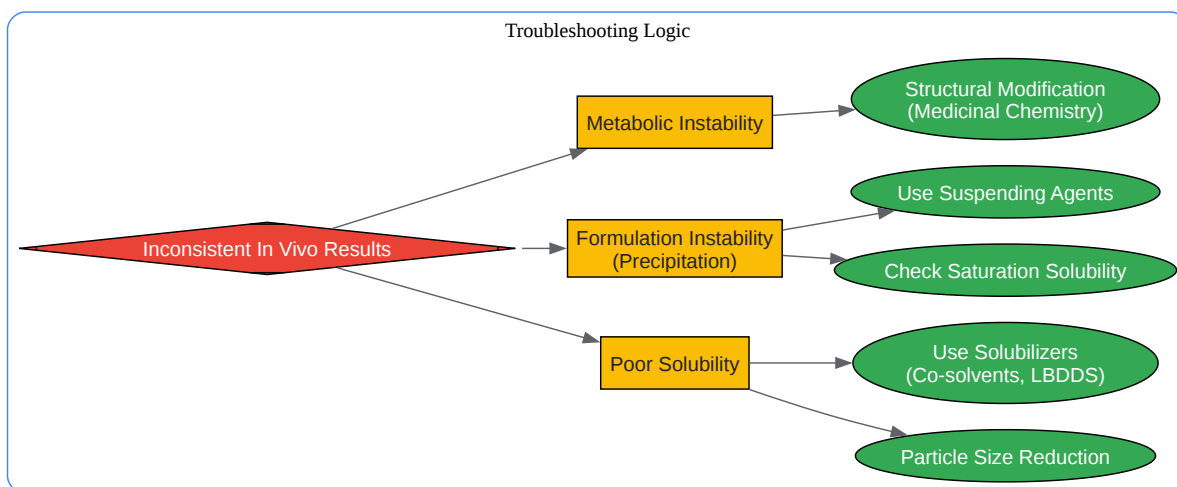 Troubleshooting Logic
Inconsistent In Vivo Results
Metabolic Instability
Structural Modification
(Medicinal Chemistry)
Formulation Instability
(Precipitation)
Use Suspending Agents
Check Saturation Solubility
Poor Solubility
Use Solubilizers
(Co-solvents, LBDDS)
Particle Size Reduction